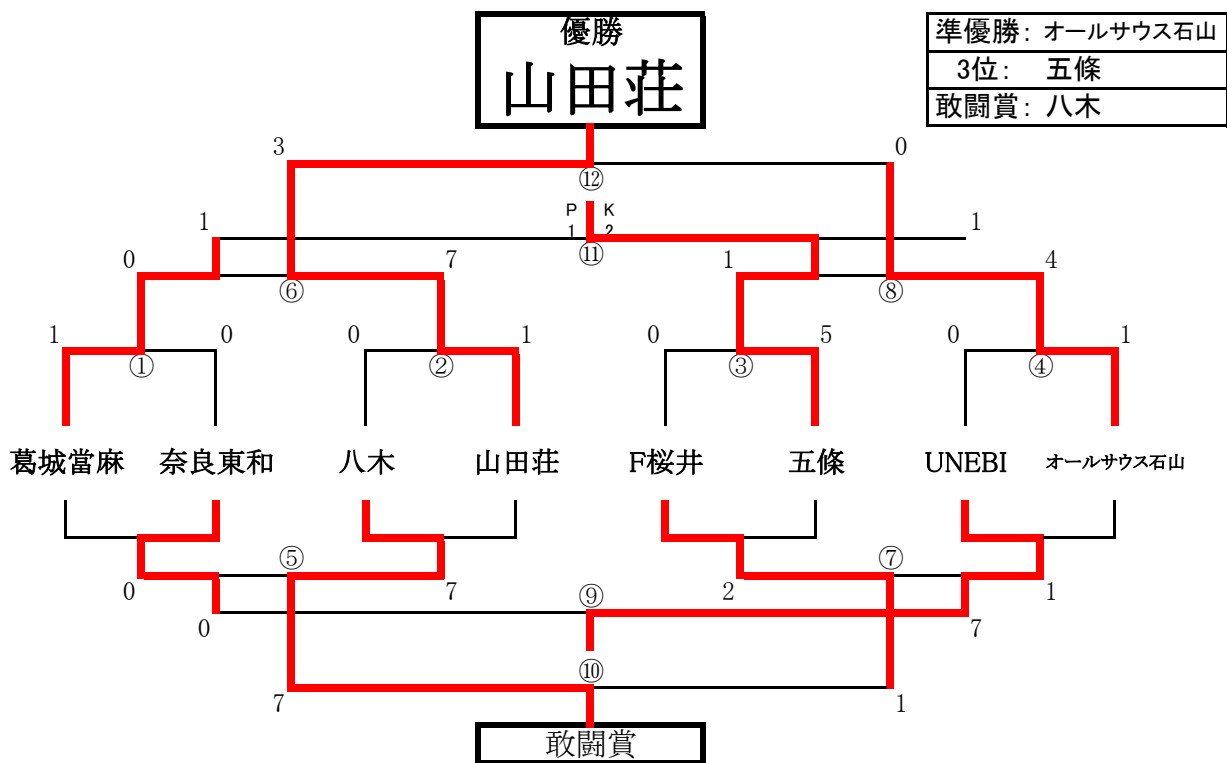 優勝
山田荘
準優勝： オールサウス石山
3位： 五條
敢闘賞： 八木
3 0
⑫
P K
1 1 2 1
⑪
0 7 1 4
⑥ ⑧
1 0 0 1 0 5 0 1
① ② ③ ④
葛城當麻 奈良東和 八木 山田荘 F桜井 五條 UNEBI オールサウス石山
⑤ ⑦
0 7 2 1
⑨
0 7
⑩
7 1
敢闘賞